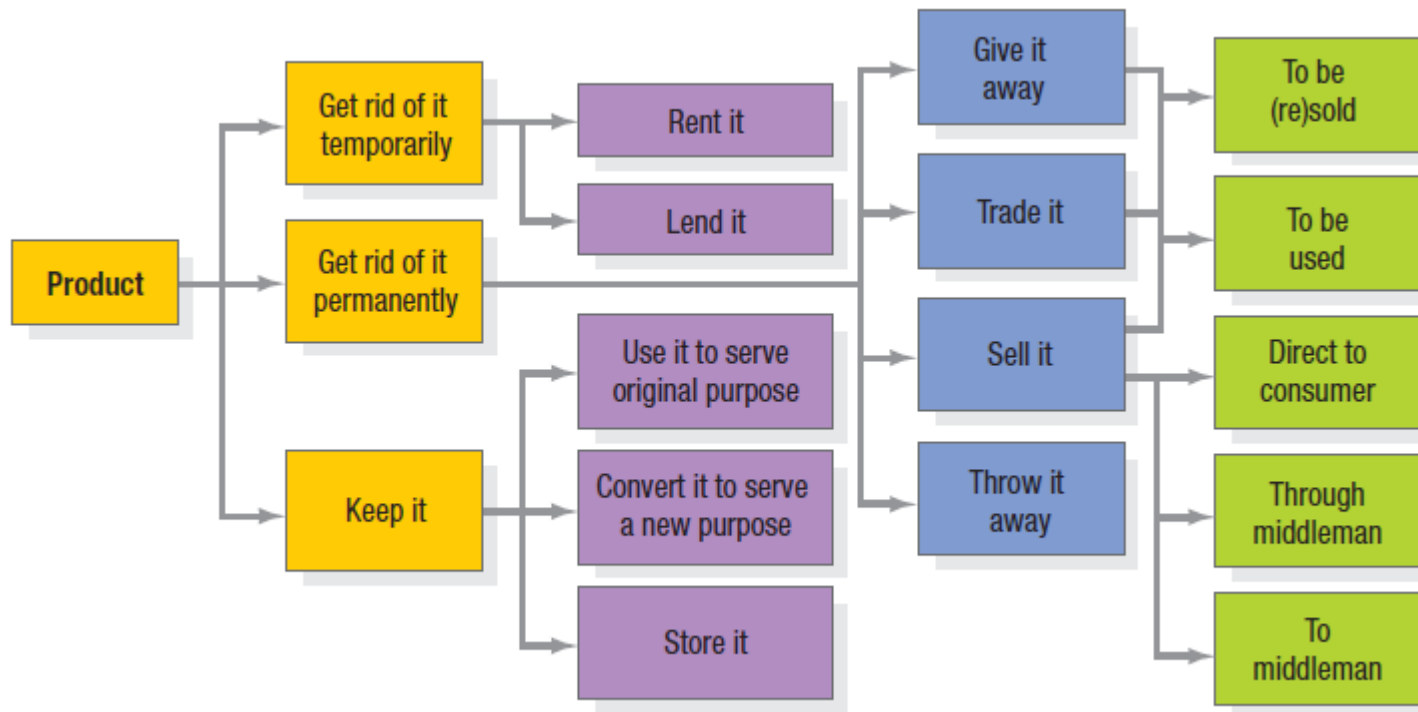 Product
Get rid of it
temporarily
Get rid of it
permanently
Keep it
Rent it
Lend it
Use it to serve
original purpose
Convert it to serve
a new purpose
Store it
Give it
away
Trade it
Sell it
Throw it
away
To be
(re)sold
To be
used
Direct to
consumer
Through
middleman
To
middleman